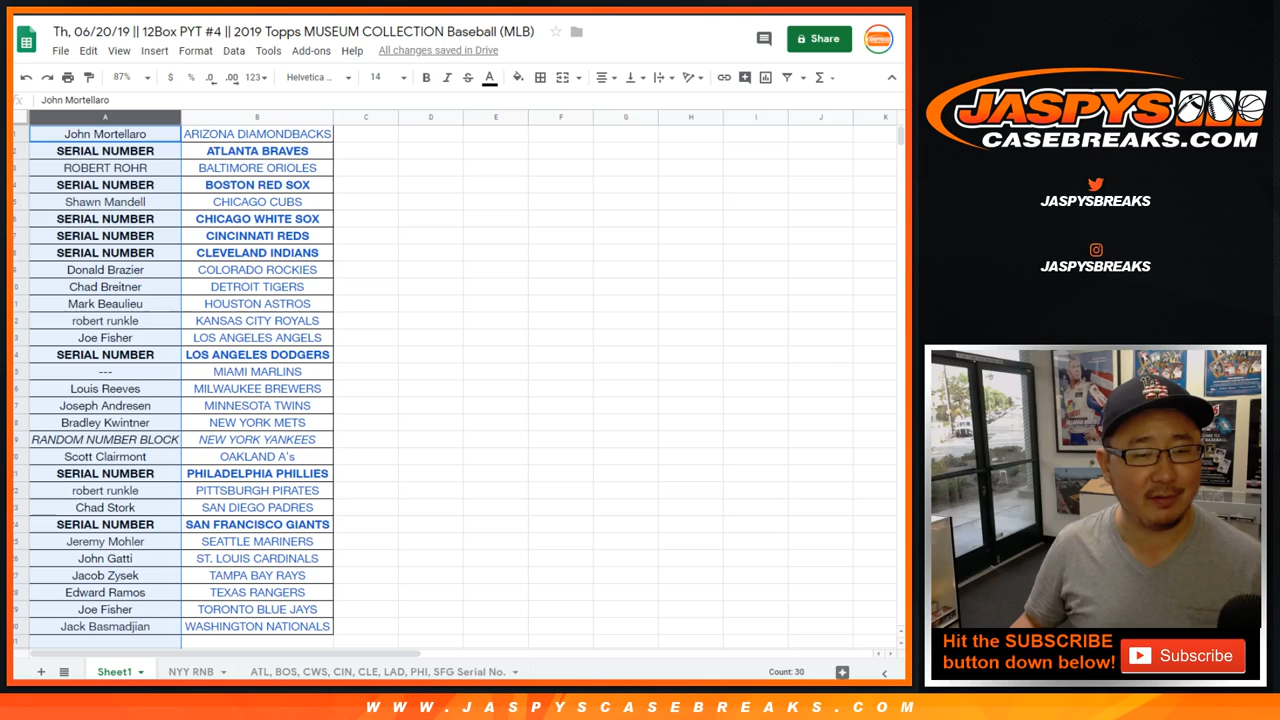 Th, 06/20/19 || 12Box PYT #4 || 2019 Topps MUSEUM COLLECTION Baseball (MLB)
File Edit View Insert Format Data Tools Add-ons Help All changes saved in Drive
Share
87% $ % .0 .00 123 Helvetica ... 14 B I S A
fx John Mortellaro
A B C D E F G H I J K
John Mortellaro ARIZONA DIAMONDBACKS
SERIAL NUMBER ATLANTA BRAVES
ROBERT ROHR BALTIMORE ORIOLES
SERIAL NUMBER BOSTON RED SOX
Shawn Mandell CHICAGO CUBS
SERIAL NUMBER CHICAGO WHITE SOX
SERIAL NUMBER CINCINNATI REDS
SERIAL NUMBER CLEVELAND INDIANS
Donald Brazier COLORADO ROCKIES
Chad Breitner DETROIT TIGERS
Mark Beaulieu HOUSTON ASTROS
robert runkle KANSAS CITY ROYALS
Joe Fisher LOS ANGELES ANGELS
SERIAL NUMBER LOS ANGELES DODGERS
--- MIAMI MARLINS
Louis Reeves MILWAUKEE BREWERS
Joseph Andresen MINNESOTA TWINS
Bradley Kwintner NEW YORK METS
RANDOM NUMBER BLOCK NEW YORK YANKEES
Scott Clairmont OAKLAND A's
SERIAL NUMBER PHILADELPHIA PHILLIES
robert runkle PITTSBURGH PIRATES
Chad Stork SAN DIEGO PADRES
SERIAL NUMBER SAN FRANCISCO GIANTS
Jeremy Mohler SEATTLE MARINERS
John Gatti ST. LOUIS CARDINALS
Jacob Zysek TAMPA BAY RAYS
Edward Ramos TEXAS RANGERS
Joe Fisher TORONTO BLUE JAYS
Jack Basmadjian WASHINGTON NATIONALS
Sheet1 NYY RNB ATL, BOS, CWS, CIN, CLE, LAD, PHI, SFG Serial No. Count: 30
JASPYS
CASEBREAKS.COM
JASPYSBREAKS
JASPYSBREAKS
Hit the SUBSCRIBE
button down below!
Subscribe
WWW.JASPYSCASEBREAKS.COM